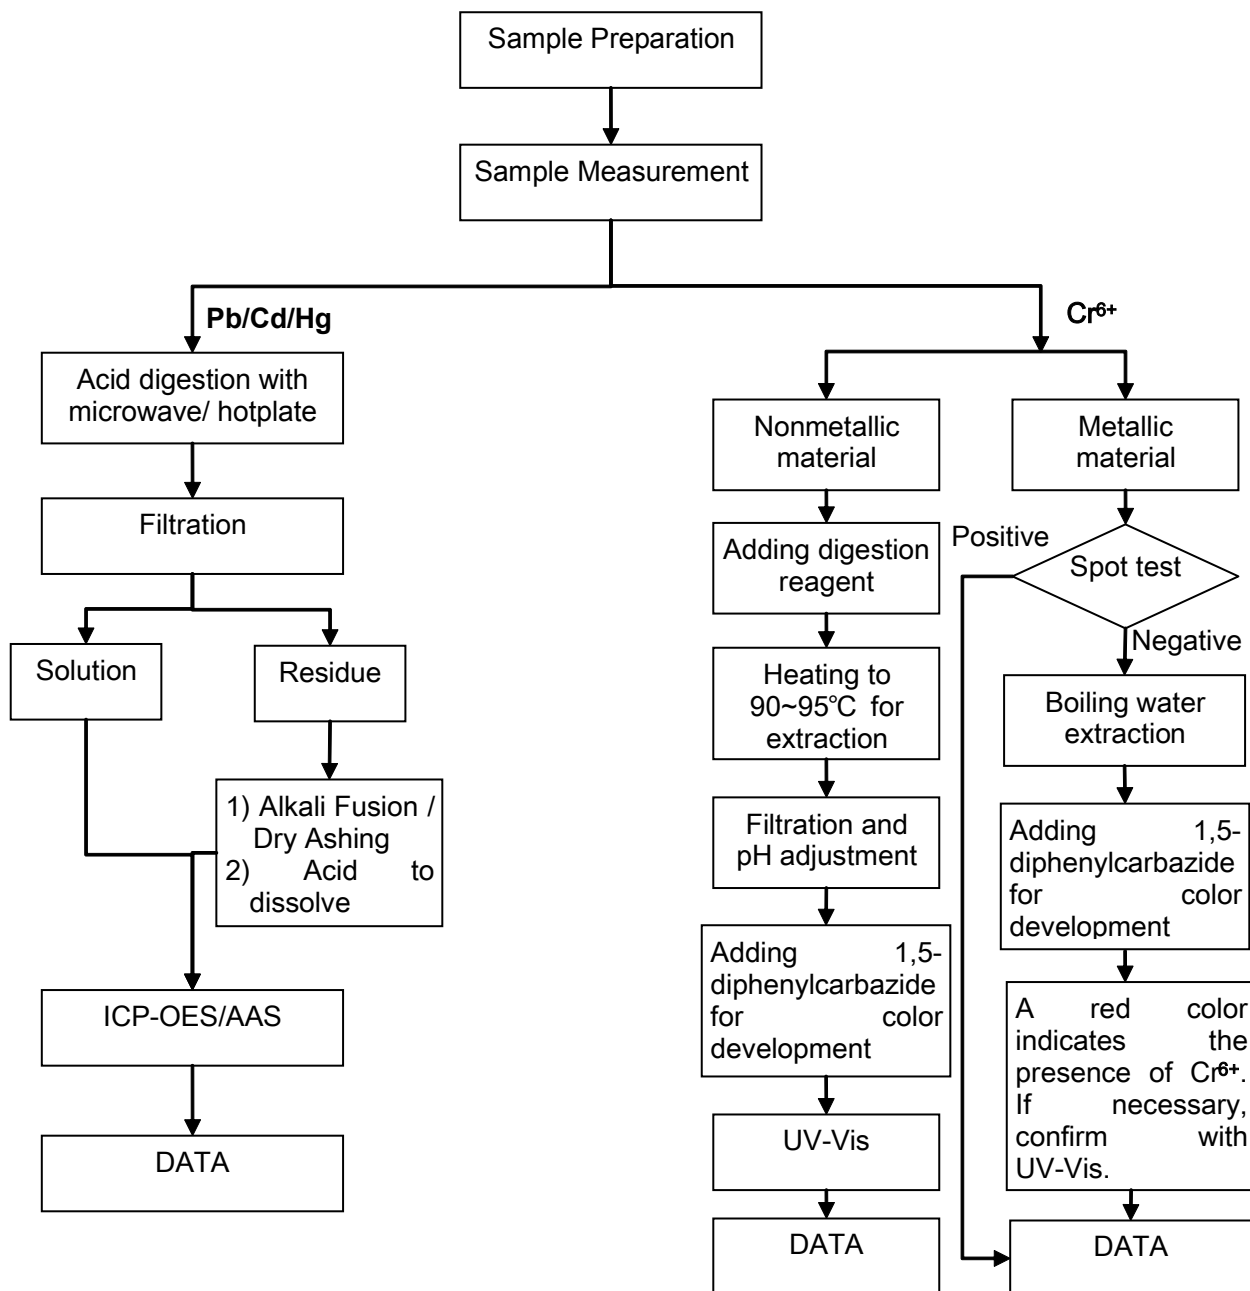 Sample Preparation
Sample Measurement
Pb/Cd/Hg
Acid digestion with
microwave/ hotplate
Filtration
Solution
Residue
1) Alkali Fusion /
Dry Ashing
2) Acid to
dissolve
ICP-OES/AAS
DATA
Cr⁶⁺
Nonmetallic
material
Adding digestion
reagent
Heating to
90~95℃ for
extraction
Filtration and
pH adjustment
Adding 1,5-
diphenylcarbazide
for color
development
UV-Vis
DATA
Metallic
material
Positive
Spot test
Negative
Boiling water
extraction
Adding 1,5-
diphenylcarbazide
for color
development
A red color
indicates the
presence of Cr⁶⁺.
If necessary,
confirm with
UV-Vis.
DATA